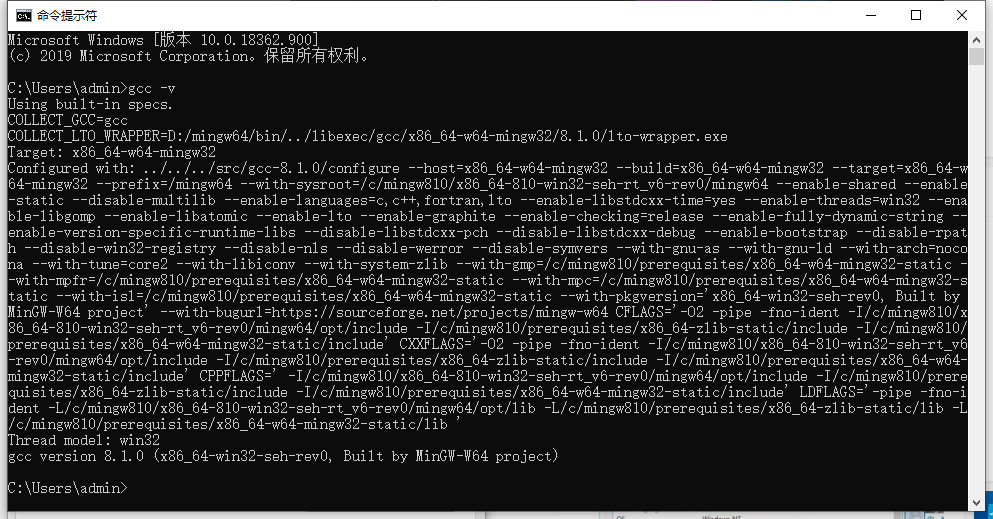 命令提示符
Microsoft Windows [版本 10.0.18362.900]
(c) 2019 Microsoft Corporation。保留所有权利。
C:\Users\admin>gcc -v
Using built-in specs.
COLLECT_GCC=gcc
COLLECT_LTO_WRAPPER=D:/mingw64/bin/../libexec/gcc/x86_64-w64-mingw32/8.1.0/lto-wrapper.exe
Target: x86_64-w64-mingw32
Configured with: ../../../src/gcc-8.1.0/configure --host=x86_64-w64-mingw32 --build=x86_64-w64-mingw32 --target=x86_64-w
64-mingw32 --prefix=/mingw64 --with-sysroot=/c/mingw810/x86_64-810-win32-seh-rt_v6-rev0/mingw64 --enable-shared --enable
-static --disable-multilib --enable-languages=c,c++,fortran,lto --enable-libstdcxx-time=yes --enable-threads=win32 --ena
ble-libgomp --enable-libatomic --enable-lto --enable-graphite --enable-checking=release --enable-fully-dynamic-string --
enable-version-specific-runtime-libs --disable-libstdcxx-pch --disable-libstdcxx-debug --enable-bootstrap --disable-rpat
h --disable-win32-registry --disable-nls --disable-werror --disable-symvers --with-gnu-as --with-gnu-ld --with-arch=noco
na --with-tune=core2 --with-libiconv --with-system-zlib --with-gmp=/c/mingw810/prerequisites/x86_64-w64-mingw32-static -
-with-mpfr=/c/mingw810/prerequisites/x86_64-w64-mingw32-static --with-mpc=/c/mingw810/prerequisites/x86_64-w64-mingw32-s
tatic --with-isl=/c/mingw810/prerequisites/x86_64-w64-mingw32-static --with-pkgversion='x86_64-win32-seh-rev0, Built by
MinGW-W64 project' --with-bugurl=https://sourceforge.net/projects/mingw-w64 CFLAGS='-O2 -pipe -fno-ident -I/c/mingw810/x
86_64-810-win32-seh-rt_v6-rev0/mingw64/opt/include -I/c/mingw810/prerequisites/x86_64-zlib-static/include -I/c/mingw810/
prerequisites/x86_64-w64-mingw32-static/include' CXXFLAGS='-O2 -pipe -fno-ident -I/c/mingw810/x86_64-810-win32-seh-rt_v6
-rev0/mingw64/opt/include -I/c/mingw810/prerequisites/x86_64-zlib-static/include -I/c/mingw810/prerequisites/x86_64-w64-
mingw32-static/include' CPPFLAGS=' -I/c/mingw810/x86_64-810-win32-seh-rt_v6-rev0/mingw64/opt/include -I/c/mingw810/prere
quisites/x86_64-zlib-static/include -I/c/mingw810/prerequisites/x86_64-w64-mingw32-static/include' LDFLAGS='-pipe -fno-i
dent -L/c/mingw810/x86_64-810-win32-seh-rt_v6-rev0/mingw64/opt/lib -L/c/mingw810/prerequisites/x86_64-zlib-static/lib -L
/c/mingw810/prerequisites/x86_64-w64-mingw32-static/lib '
Thread model: win32
gcc version 8.1.0 (x86_64-win32-seh-rev0, Built by MinGW-W64 project)
C:\Users\admin>